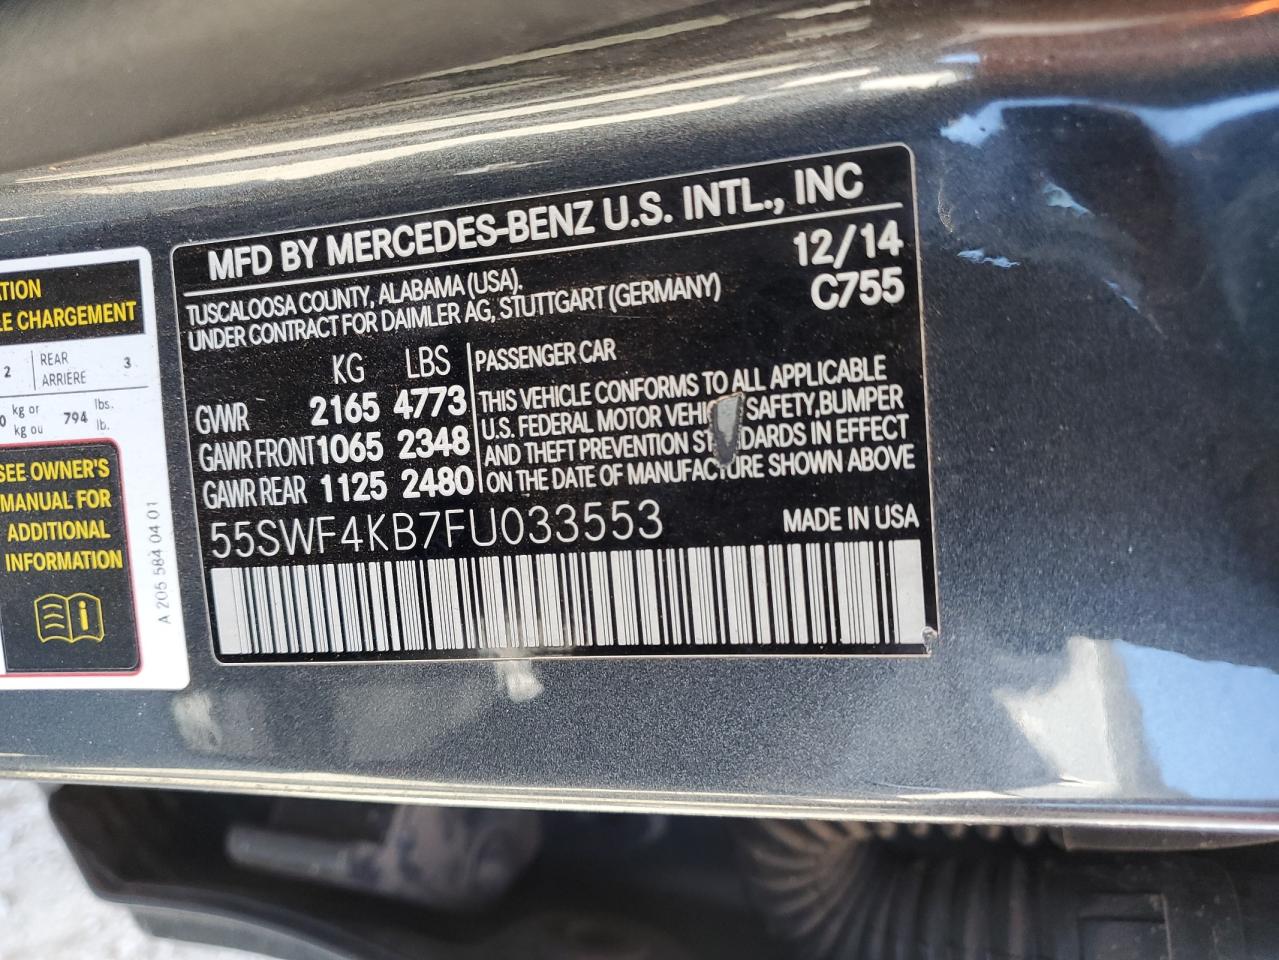 MFD BY MERCEDES-BENZ U.S. INTL., INC
TUSCALOOSA COUNTY, ALABAMA (USA). 12/14
UNDER CONTRACT FOR DAIMLER AG, STUTTGART (GERMANY) C755
KG LBS PASSENGER CAR
GVWR 2165 4773
GAWR FRONT 1065 2348
GAWR REAR 1125 2480
THIS VEHICLE CONFORMS TO ALL APPLICABLE
U.S. FEDERAL MOTOR SAFETY,BUMPER
AND THEFT PREVENTION IN EFFECT
ON THE DATE OF MANUFACTURE SHOWN ABOVE
55SWF4KB7FU033553 MADE IN USA
CHARGEMENT
2 REAR ARRIERE 3
kg or 794 lbs.
kg ou lb.
SEE OWNER'S
MANUAL FOR
ADDITIONAL
INFORMATION
i
A 205 584 04 01